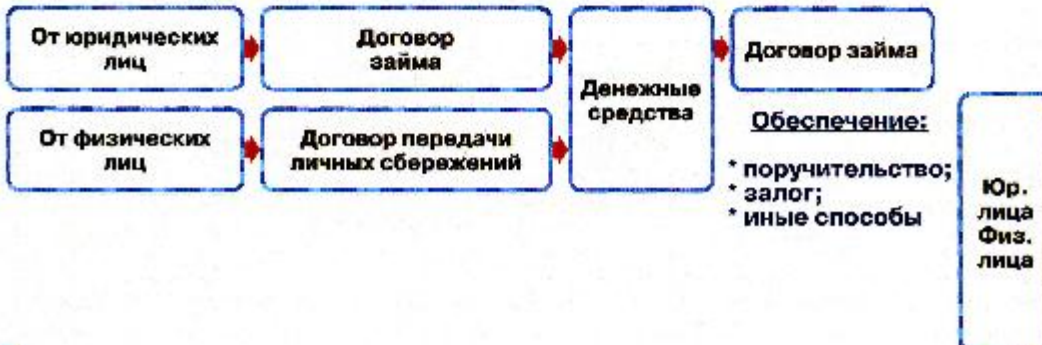 От юридических
лиц
Договор
займа
Денежные
средства
Договор займа
От физических
лиц
Договор передачи
личных сбережений
Обеспечение:
* поручительство;
* залог;
* иные способы
Юр.
лица
Физ.
лица